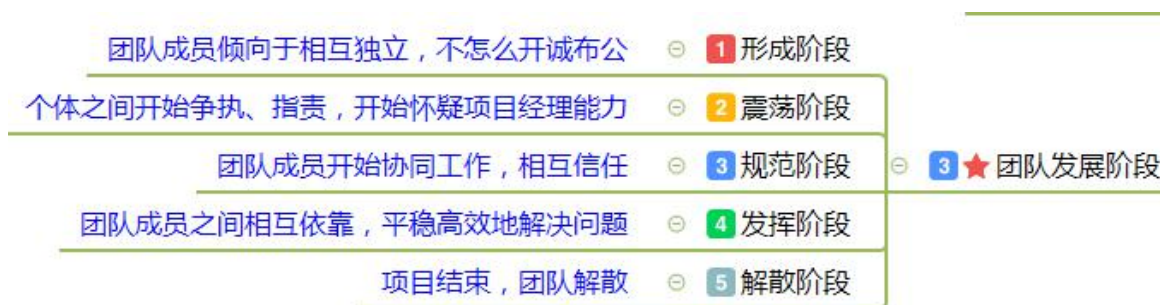 团队成员倾向于相互独立，不怎么开诚布公 1 形成阶段
个体之间开始争执、指责，开始怀疑项目经理能力 2 震荡阶段
团队成员开始协同工作，相互信任 3 规范阶段 3 团队发展阶段
团队成员之间相互依靠，平稳高效地解决问题 4 发挥阶段
项目结束，团队解散 5 解散阶段